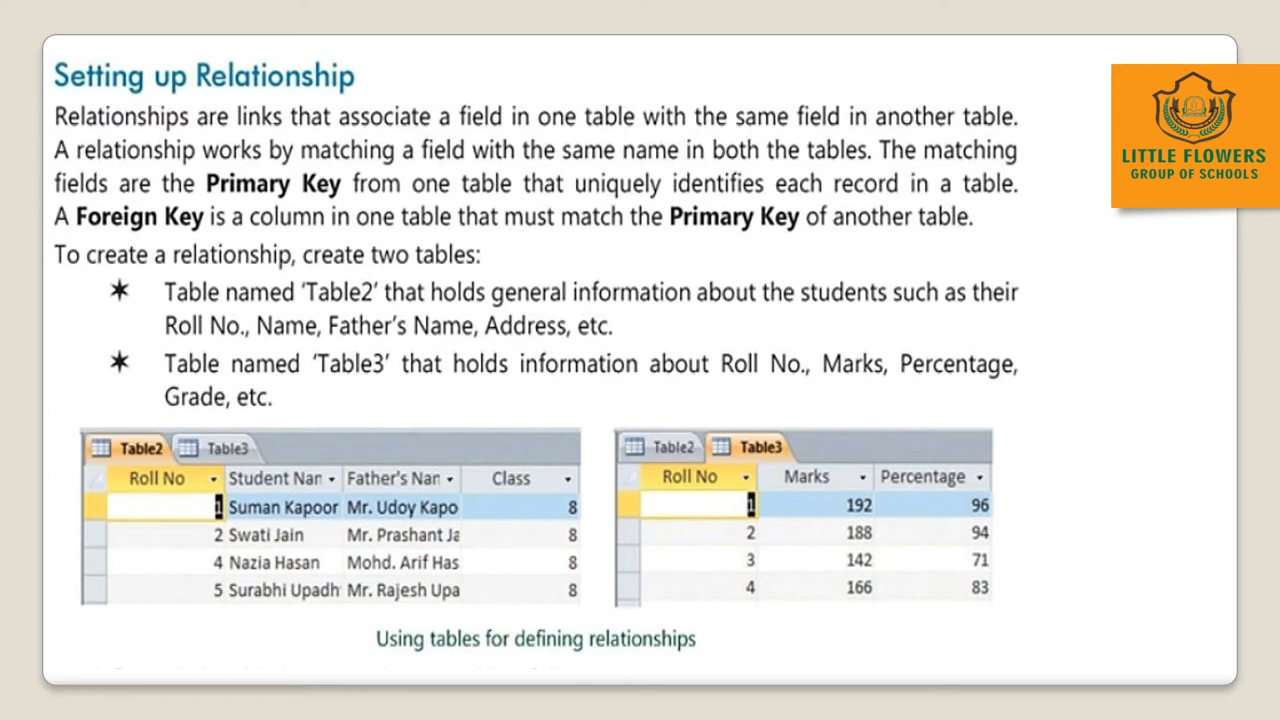 Setting up Relationship
LITTLE FLOWERS
GROUP OF SCHOOLS
Relationships are links that associate a field in one table with the same field in another table.
A relationship works by matching a field with the same name in both the tables. The matching
fields are the Primary Key from one table that uniquely identifies each record in a table.
A Foreign Key is a column in one table that must match the Primary Key of another table.
To create a relationship, create two tables:
✶ Table named ‘Table2’ that holds general information about the students such as their
Roll No., Name, Father’s Name, Address, etc.
✶ Table named ‘Table3’ that holds information about Roll No., Marks, Percentage,
Grade, etc.
Table2 Table3
Roll No Student Nar Father's Nar Class
1 Suman Kapoor Mr. Udoy Kapo 8
2 Swati Jain Mr. Prashant Ja 8
4 Nazia Hasan Mohd. Arif Has 8
5 Surabhi Upadh Mr. Rajesh Upa 8
Table2 Table3
Roll No Marks Percentage
1 192 96
2 188 94
3 142 71
4 166 83
Using tables for defining relationships